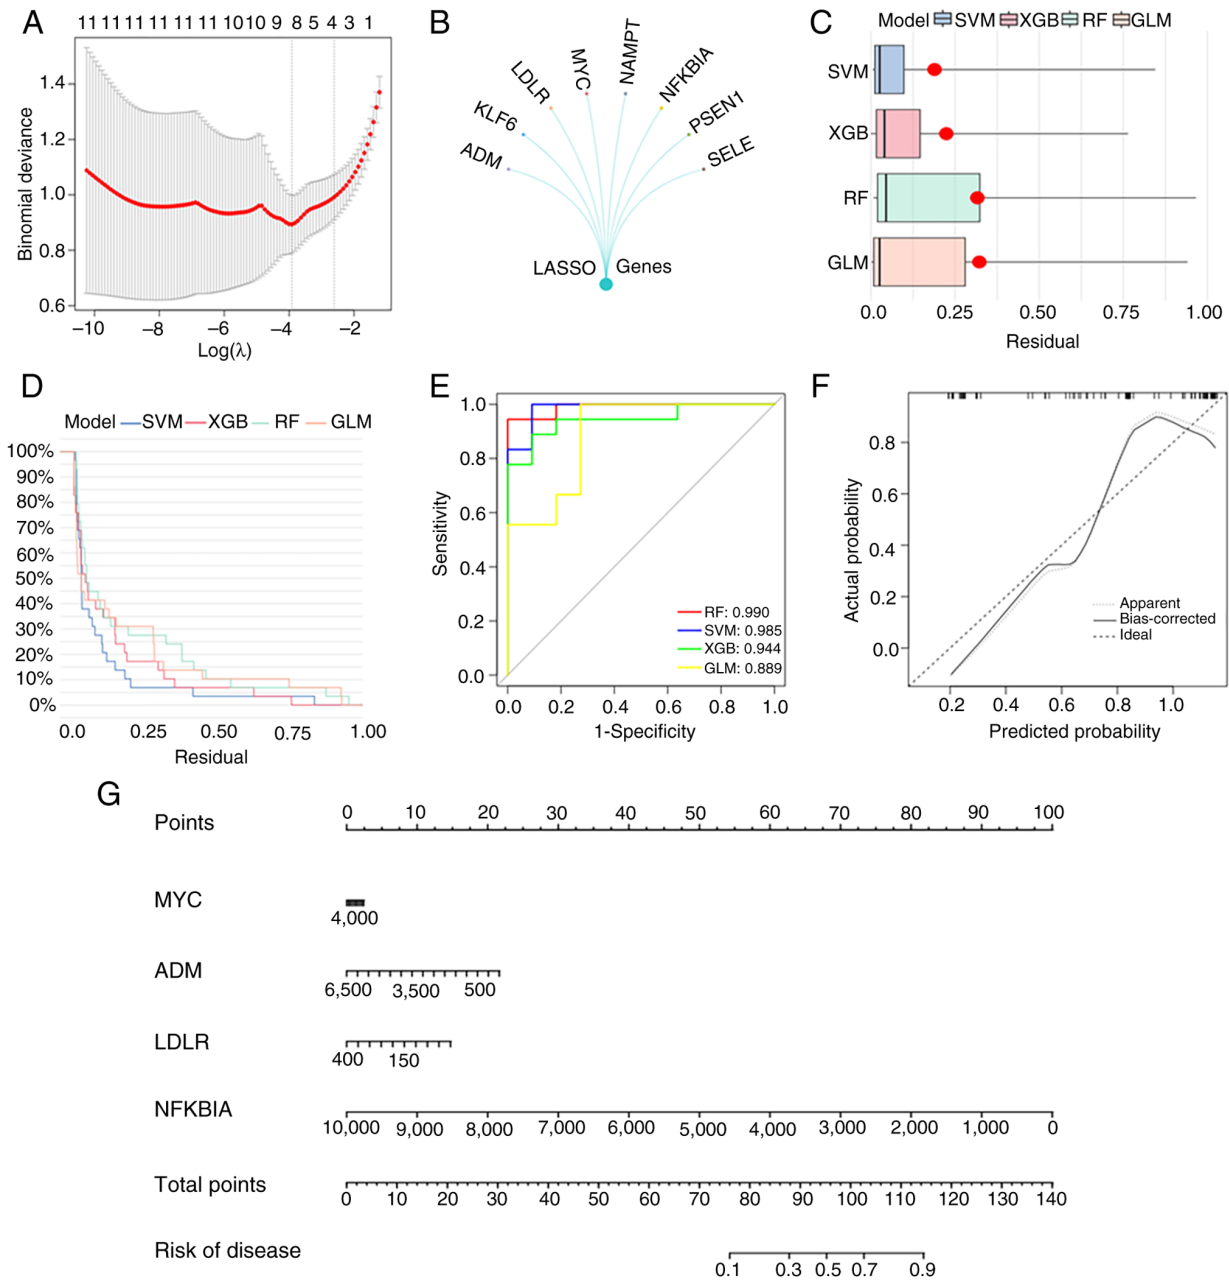 A
11 11 11 11 11 11 10 10 9 8 5 4 3 1
Binomial deviance
1.4
1.2
1.0
0.8
0.6
−10 −8 −6 −4 −2
Log(λ)
B
ADM
KLF6
LDLR
MYC
NAMPT
NFKBIA
PSEN1
SELE
LASSO Genes
C
Model SVM XGB RF GLM
SVM
XGB
RF
GLM
0.0 0.25 0.50 0.75 1.00
Residual
D
Model SVM XGB RF GLM
100%
90%
80%
70%
60%
50%
40%
30%
20%
10%
0%
0.0 0.25 0.50 0.75 1.00
Residual
E
Sensitivity
1.0
0.8
0.6
0.4
0.2
0.0
RF: 0.990
SVM: 0.985
XGB: 0.944
GLM: 0.889
0.0 0.2 0.4 0.6 0.8 1.0
1-Specificity
F
Actual probability
0.8
0.6
0.4
0.2
0.0
Apparent
Bias-corrected
Ideal
0.2 0.4 0.6 0.8 1.0
Predicted probability
G
Points
0 10 20 30 40 50 60 70 80 90 100
MYC
4,000
ADM
6,500 3,500 500
LDLR
400 150
NFKBIA
10,000 9,000 8,000 7,000 6,000 5,000 4,000 3,000 2,000 1,000 0
Total points
0 10 20 30 40 50 60 70 80 90 100 110 120 130 140
Risk of disease
0.1 0.3 0.5 0.7 0.9